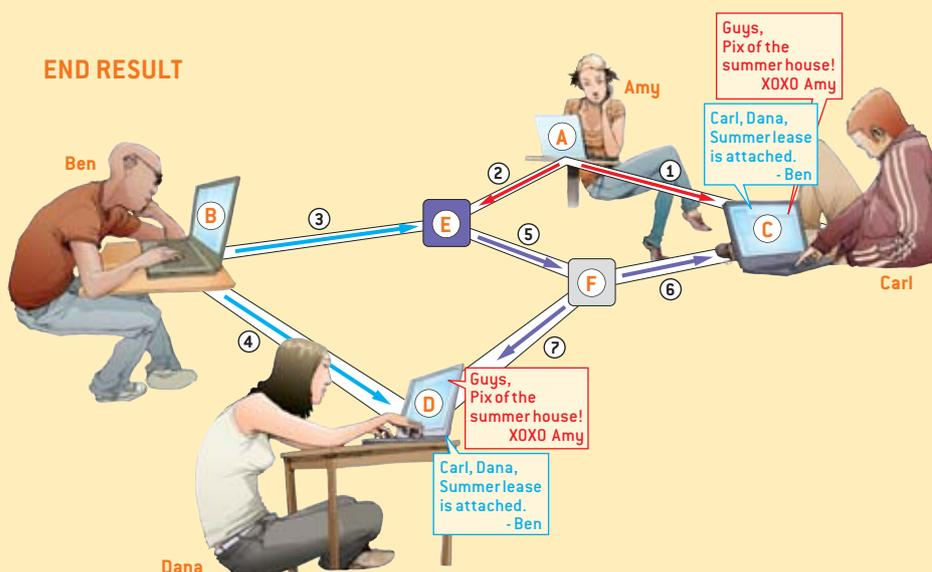 END RESULT
Guys,
Pix of the
summer house!
XOXO Amy
Amy
Carl, Dana,
Summer lease
is attached.
- Ben
Ben
A
2
1
B
3
E
5
C
F
6
Carl
4
7
D
Guys,
Pix of the
summer house!
XOXO Amy
Carl, Dana,
Summer lease
is attached.
- Ben
Dana